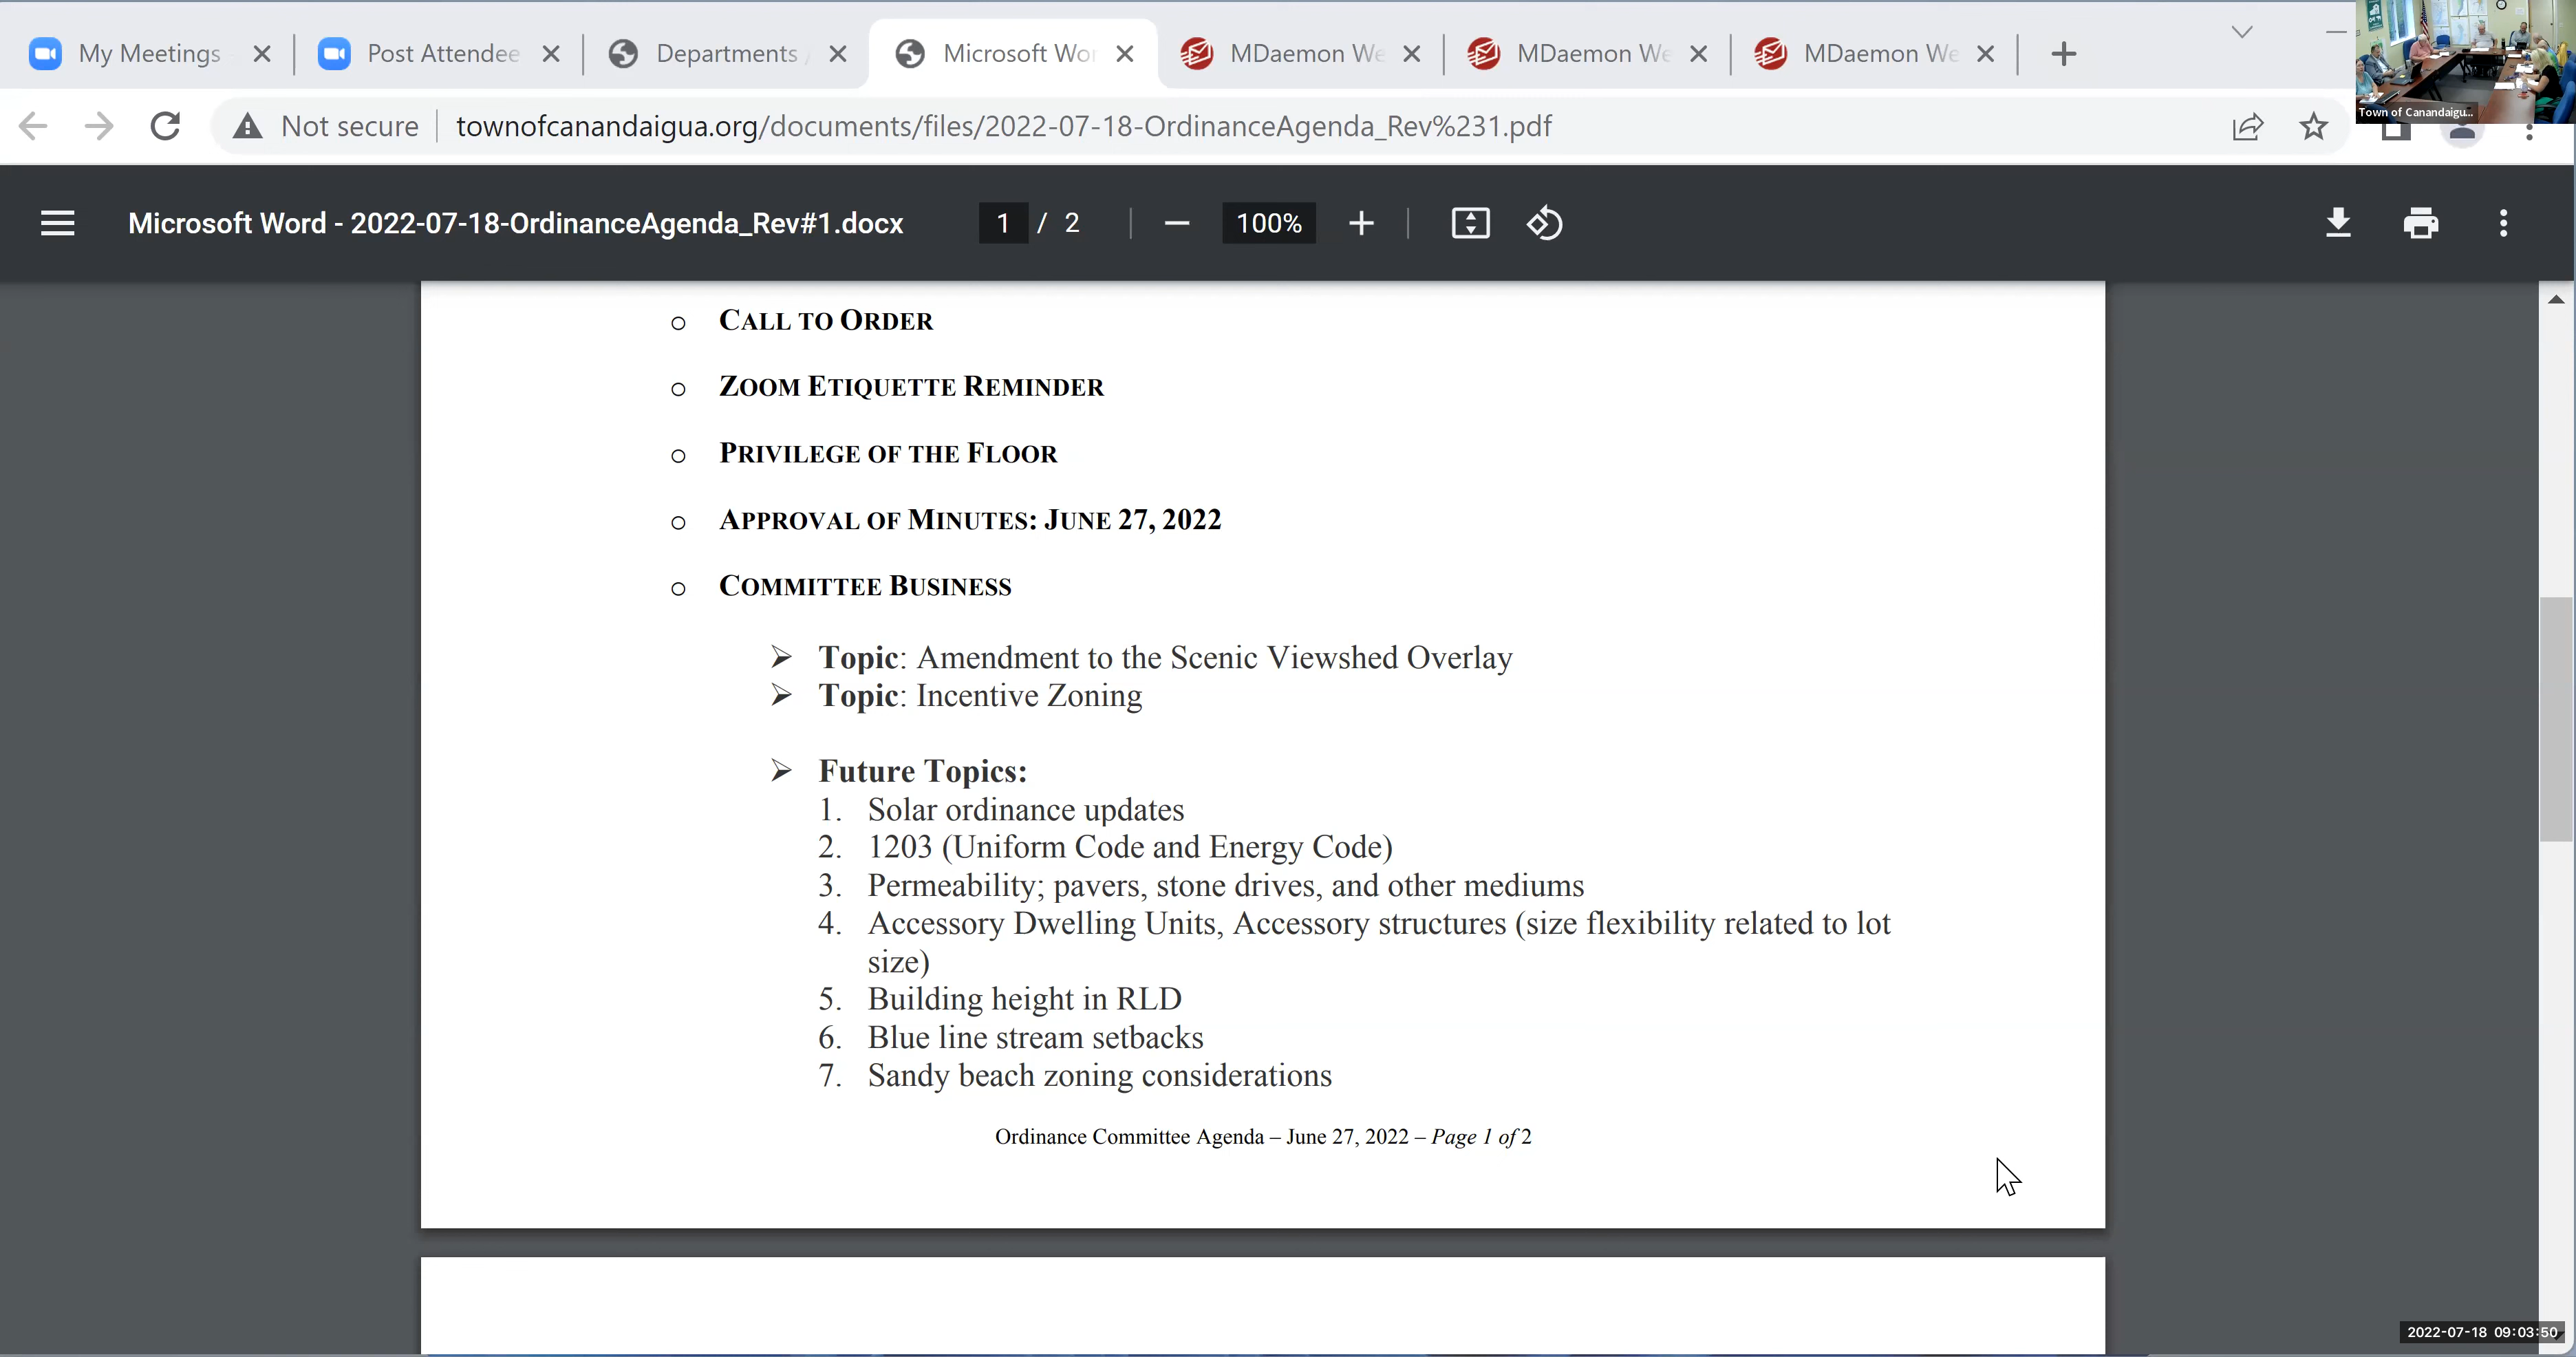 My Meetings
Post Attendee
Departments /
Microsoft Wor
MDaemon We
MDaemon We
MDaemon We
Town of Canandaigu...
Not secure
townofcanandaigua.org/documents/files/2022-07-18-OrdinanceAgenda_Rev%231.pdf
Microsoft Word - 2022-07-18-OrdinanceAgenda_Rev#1.docx
1 / 2
100%
CALL TO ORDER
ZOOM ETIQUETTE REMINDER
PRIVILEGE OF THE FLOOR
APPROVAL OF MINUTES: JUNE 27, 2022
COMMITTEE BUSINESS
Topic: Amendment to the Scenic Viewshed Overlay
Topic: Incentive Zoning
Future Topics:
1. Solar ordinance updates
2. 1203 (Uniform Code and Energy Code)
3. Permeability; pavers, stone drives, and other mediums
4. Accessory Dwelling Units, Accessory structures (size flexibility related to lot
size)
5. Building height in RLD
6. Blue line stream setbacks
7. Sandy beach zoning considerations
Ordinance Committee Agenda – June 27, 2022 – Page 1 of 2
2022-07-18 09:03:50